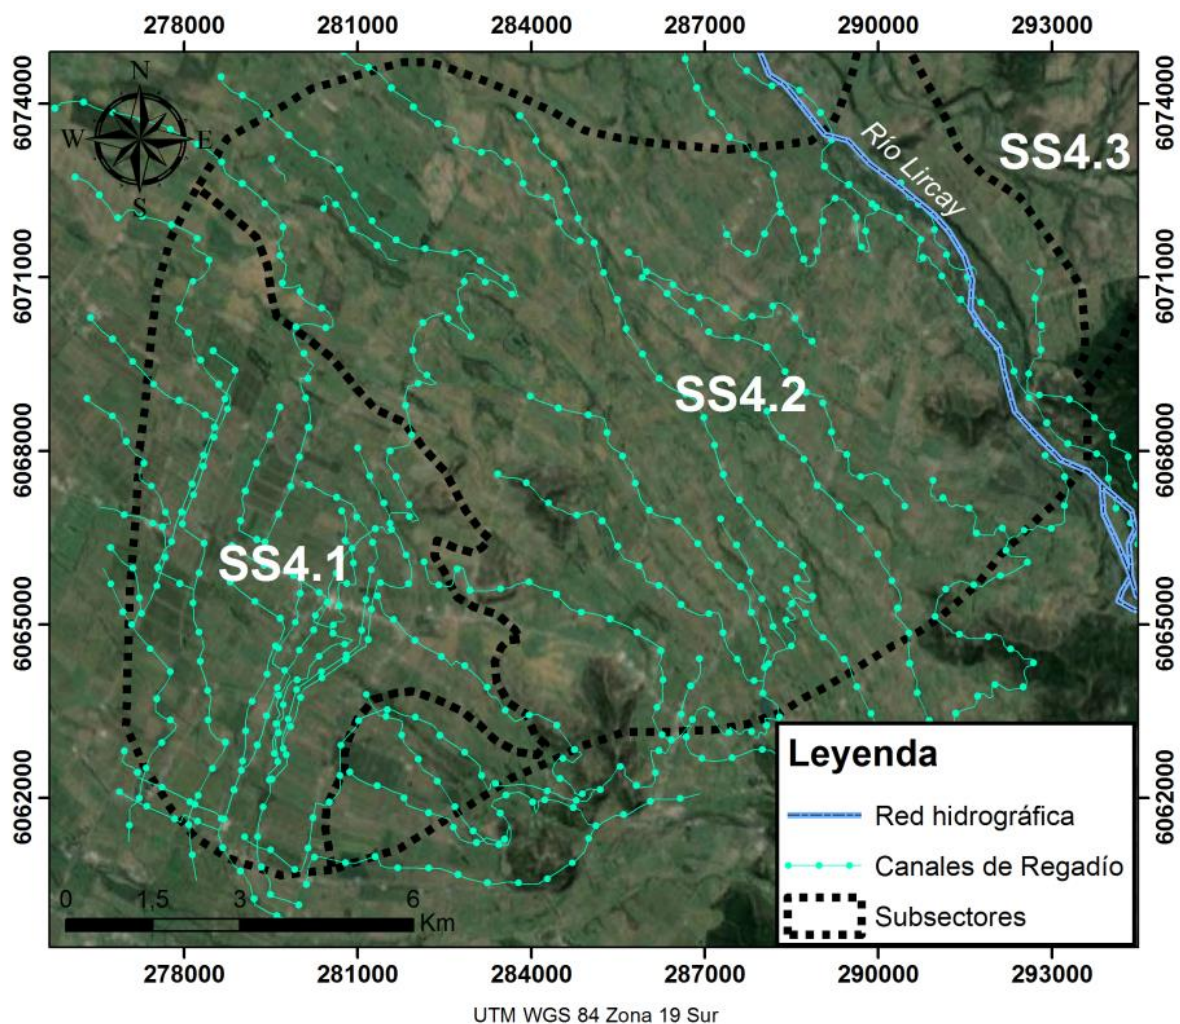 278000 281000 284000 287000 290000 293000
6074000
6071000
6068000
6065000
6062000
6074000
6071000
6068000
6065000
6062000
N
W E
S
Río Lircay
SS4.3
SS4.2
SS4.1
Leyenda
Red hidrográfica
Canales de Regadío
Subsectores
0 1,5 3 6
Km
278000 281000 284000 287000 290000 293000
UTM WGS 84 Zona 19 Sur